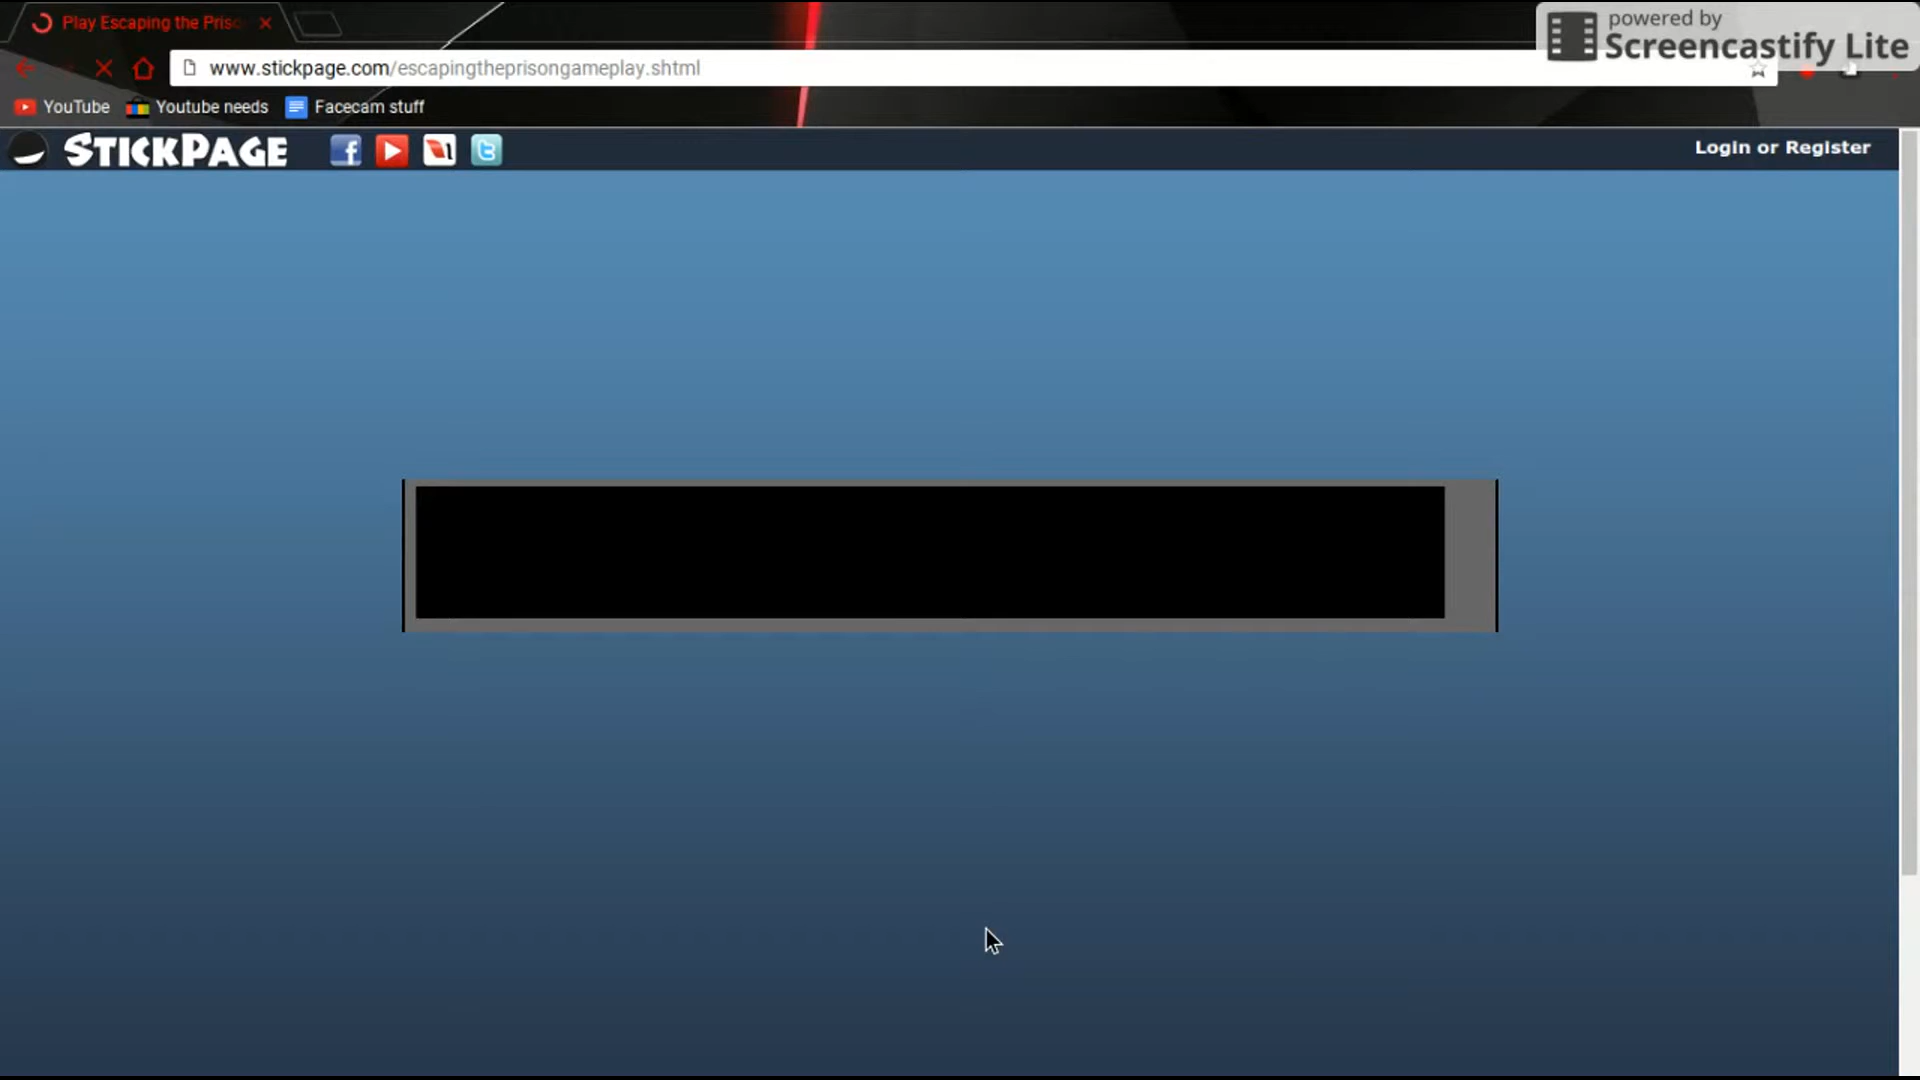 Play Escaping the Pris
powered by
Screencastify Lite
www.stickpage.com/escapingtheprisongameplay.shtml
YouTube
Youtube needs
Facecam stuff
STICKPAGE
Login or Register